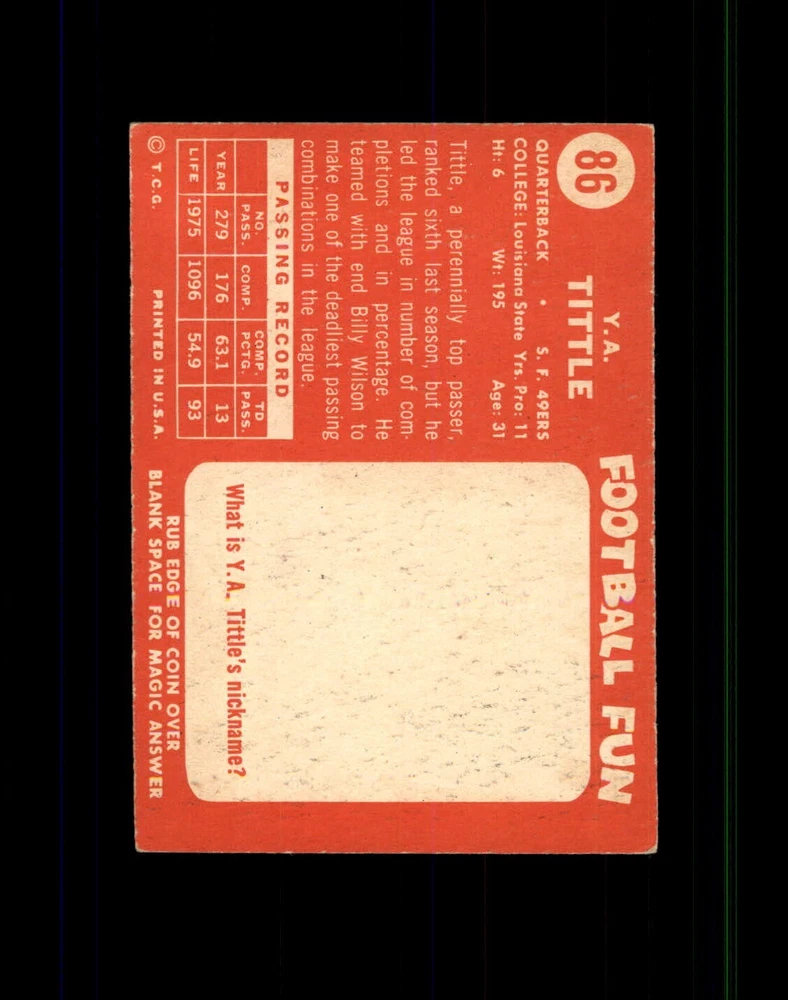 86
Y.A.
TITTLE
QUARTERBACK • S. F. 49ERS
COLLEGE: Louisiana State Yrs. Pro: 11
Ht: 6 Wt: 195 Age: 31
Tittle, a perennially top passer,
ranked sixth last season, but he
led the league in number of com-
pletions and in percentage. He
teamed with end Billy Wilson to
make one of the deadliest passing
combinations in the league.
PASSING RECORD
NO. PASS. COMP. COMP. PCTG. TD PASS.
YEAR 279 176 63.1 13
LIFE 1975 1096 54.9 93
© T.C.G. PRINTED IN U.S.A.
FOOTBALL FUN
What is Y. A. Tittle's nickname?
RUB EDGE OF COIN OVER
BLANK SPACE FOR MAGIC ANSWER